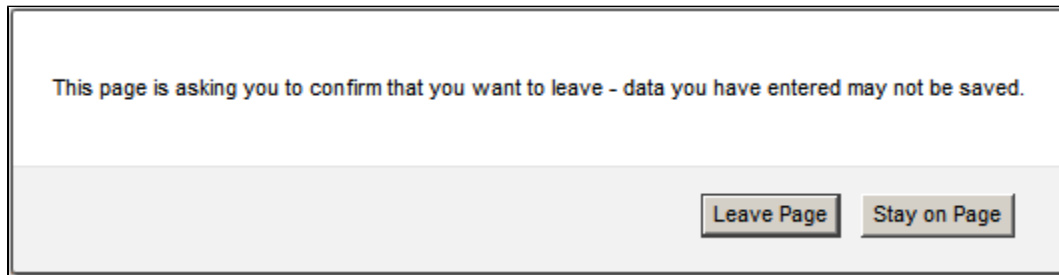 This page is asking you to confirm that you want to leave - data you have entered may not be saved.
Leave Page Stay on Page